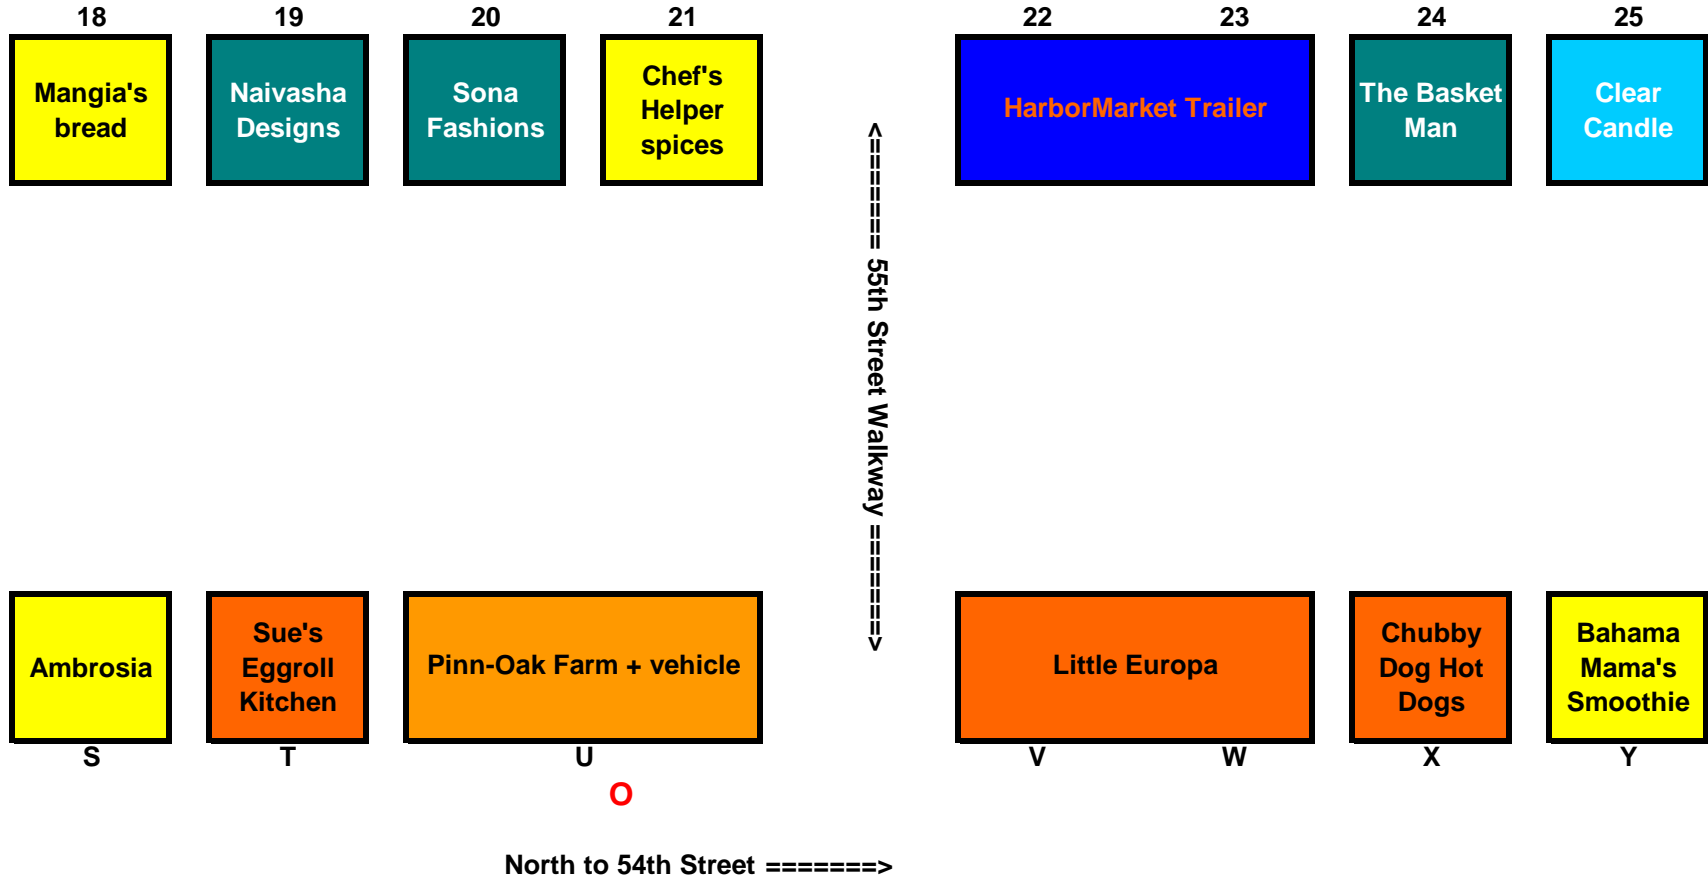 18 19 20 21 22 23 24 25
Mangia's
bread
Naivasha
Designs
Sona
Fashions
Chef's
Helper
spices
HarborMarket Trailer
The Basket
Man
Clear
Candle
<======= 55th Street Walkway =======>
Ambrosia
Sue's
Eggroll
Kitchen
Pinn-Oak Farm + vehicle
Little Europa
Chubby
Dog Hot
Dogs
Bahama
Mama's
Smoothie
S T U V W X Y
O
North to 54th Street =======>